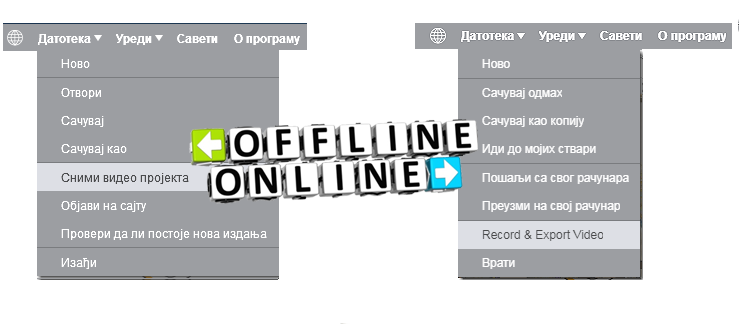 Датотека Уреди Савети О програму
Ново
Отвори
Сачувај
Сачувај као
Сними видео пројекта
Објави на сајту
Провери да ли постоје нова издања
Изађи
OFFLINE
ONLINE
Датотека Уреди Савети О програму
Ново
Сачувај одмах
Сачувај као копију
Иди до мојих ствари
Пошаљи са свог рачунара
Преузми на свој рачунар
Record & Export Video
Врати